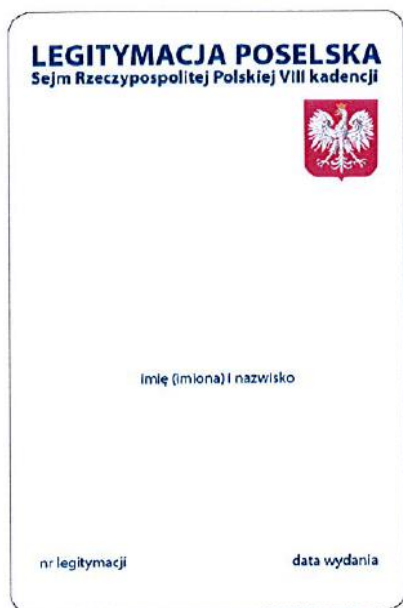 LEGITYMACJA POSELSKA
Sejm Rzeczypospolitej Polskiej VIII kadencji
imię (imiona) i nazwisko
nr legitymacji
data wydania